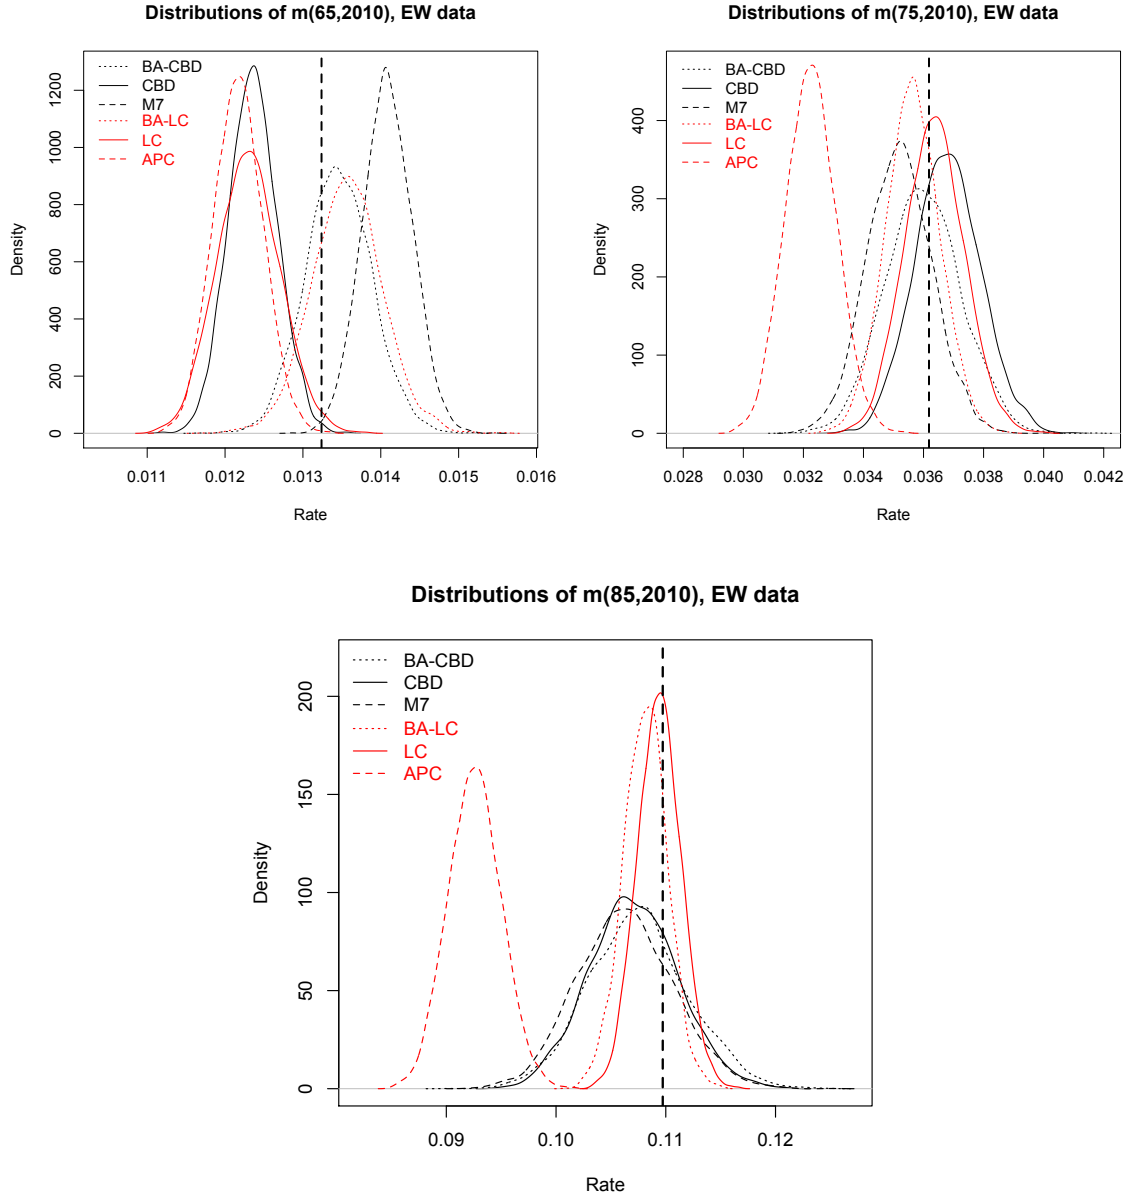 Distributions of m(65,2010), EW data
BA-CBD
CBD
M7
BA-LC
LC
APC
Density
0 200 400 600 800 1000 1200
0.011 0.012 0.013 0.014 0.015 0.016
Rate
Distributions of m(75,2010), EW data
BA-CBD
CBD
M7
BA-LC
LC
APC
Density
0 100 200 300 400
0.028 0.030 0.032 0.034 0.036 0.038 0.040 0.042
Rate
Distributions of m(85,2010), EW data
BA-CBD
CBD
M7
BA-LC
LC
APC
Density
0 50 100 150 200
0.09 0.10 0.11 0.12
Rate